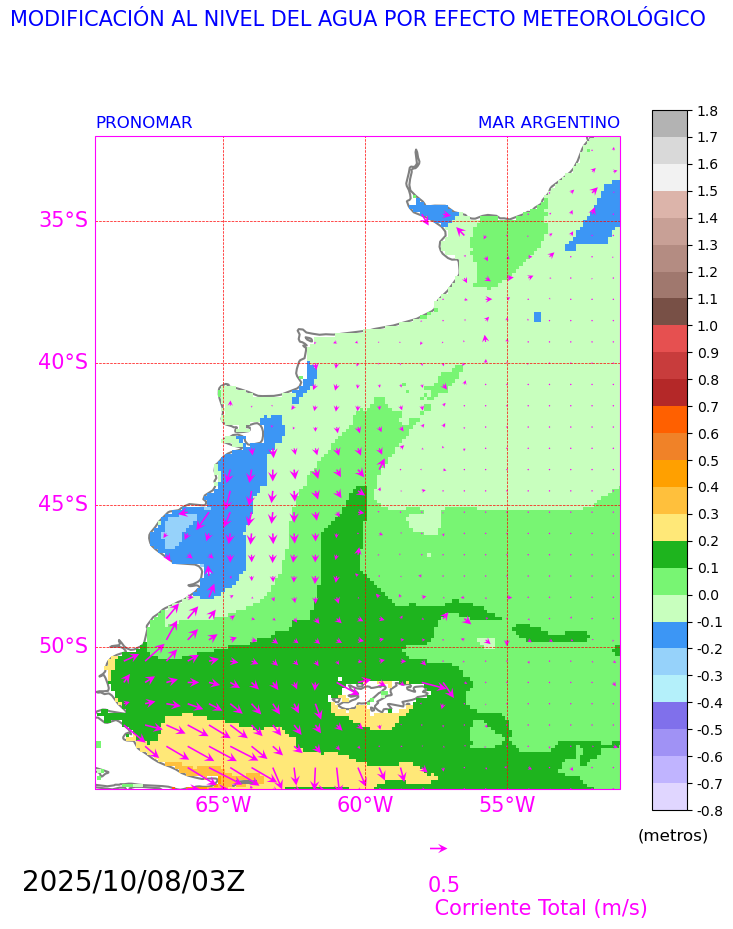 MODIFICACIÓN AL NIVEL DEL AGUA POR EFECTO METEOROLÓGICO
PRONOMAR MAR ARGENTINO
35°S
40°S
45°S
50°S
65°W 60°W 55°W
1.8
1.7
1.6
1.5
1.4
1.3
1.2
1.1
1.0
0.9
0.8
0.7
0.6
0.5
0.4
0.3
0.2
0.1
0.0
-0.1
-0.2
-0.3
-0.4
-0.5
-0.6
-0.7
-0.8
(metros)
2025/10/08/03Z
0.5
Corriente Total (m/s)